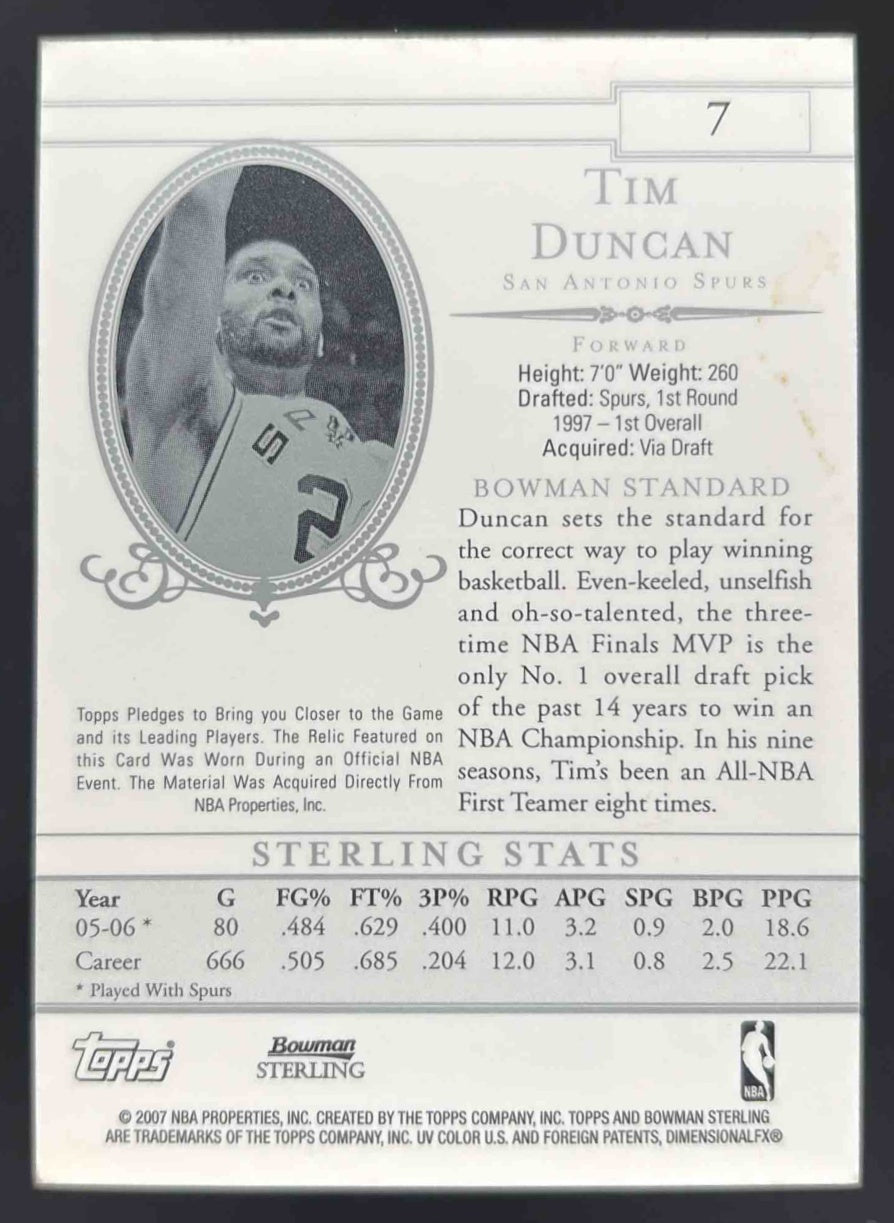 7
TIM
DUNCAN
SAN ANTONIO SPURS
FORWARD
Height: 7'0" Weight: 260
Drafted: Spurs, 1st Round
1997 – 1st Overall
Acquired: Via Draft
BOWMAN STANDARD
Duncan sets the standard for
the correct way to play winning
basketball. Even-keeled, unselfish
and oh-so-talented, the three-
time NBA Finals MVP is the
only No. 1 overall draft pick
of the past 14 years to win an
NBA Championship. In his nine
seasons, Tim's been an All-NBA
First Teamer eight times.
Topps Pledges to Bring you Closer to the Game
and its Leading Players. The Relic Featured on
this Card Was Worn During an Official NBA
Event. The Material Was Acquired Directly From
NBA Properties, Inc.
STERLING STATS
Year G FG% FT% 3P% RPG APG SPG BPG PPG
05-06 * 80 .484 .629 .400 11.0 3.2 0.9 2.0 18.6
Career 666 .505 .685 .204 12.0 3.1 0.8 2.5 22.1
* Played With Spurs
Topps
Bowman
STERLING
NBA
© 2007 NBA PROPERTIES, INC. CREATED BY THE TOPPS COMPANY, INC. TOPPS AND BOWMAN STERLING
ARE TRADEMARKS OF THE TOPPS COMPANY, INC. UV COLOR U.S. AND FOREIGN PATENTS, DIMENSIONALFX®